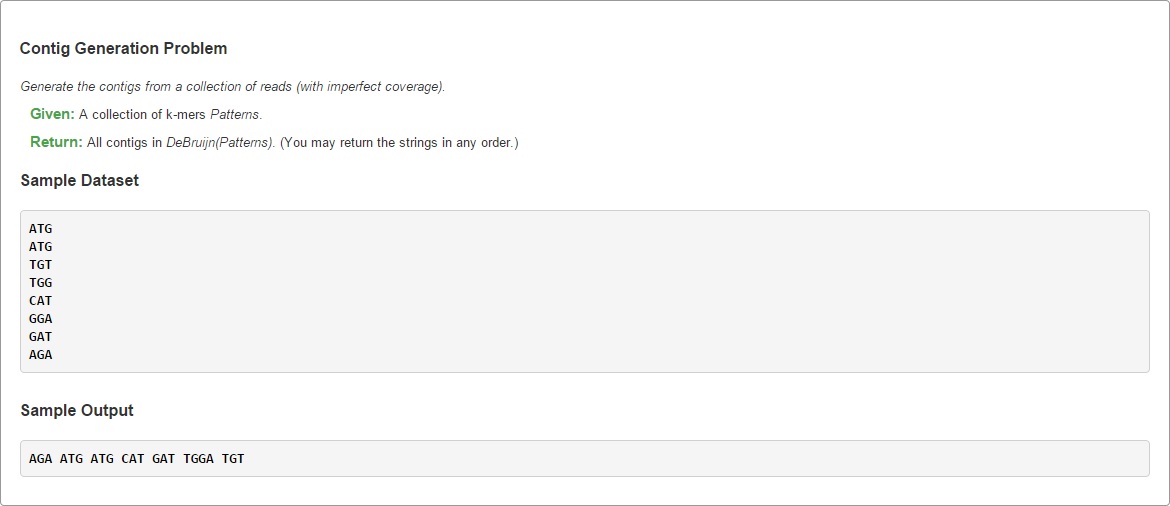 Contig Generation Problem
Generate the contigs from a collection of reads (with imperfect coverage).
Given: A collection of k-mers Patterns.
Return: All contigs in DeBruijn(Patterns). (You may return the strings in any order.)
Sample Dataset
ATG
ATG
TGT
TGG
CAT
GGA
GAT
AGA
Sample Output
AGA ATG ATG CAT GAT TGGA TGT